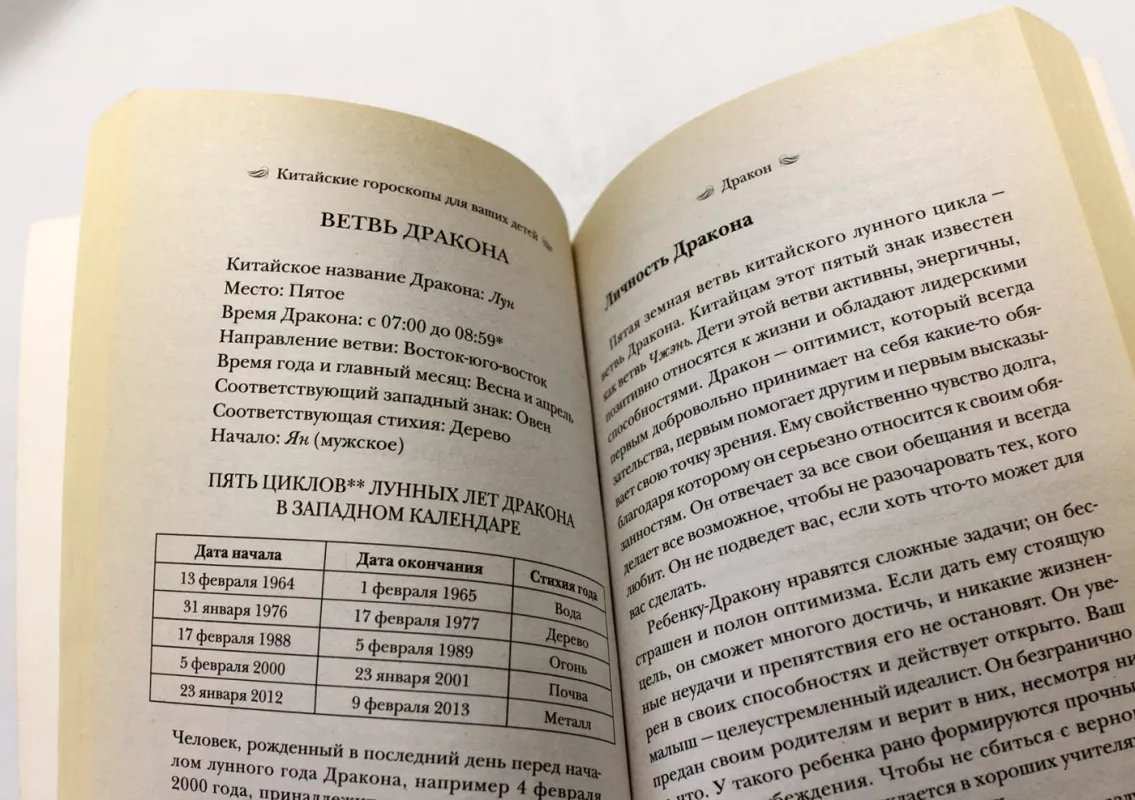 Китайские гороскопы для ваших детей
ВЕТВЬ ДРАКОНА
Китайское название Дракона: Лун
Место: Пятое
Время Дракона: с 07:00 до 08:59*
Направление ветви: Восток-юго-восток
Время года и главный месяц: Весна и апрель
Соответствующий западный знак: Овен
Соответствующая стихия: Дерево
Начало: Ян (мужское)
ПЯТЬ ЦИКЛОВ** ЛУННЫХ ЛЕТ ДРАКОНА
В ЗАПАДНОМ КАЛЕНДАРЕ
Дата начала Дата окончания Стихия года
13 февраля 1964 1 февраля 1965 Вода
31 января 1976 17 февраля 1977 Дерево
17 февраля 1988 5 февраля 1989 Огонь
5 февраля 2000 23 января 2001 Почва
23 января 2012 9 февраля 2013 Металл
Человек, рожденный в последний день перед нача-
лом лунного года Дракона, например 4 февраля
2000 года,
Дракон
Личность Дракона
Пятая земная ветвь китайского лунного цикла —
ветвь Дракона. Китайцам этот пятый знак известен
как ветвь Чжэнь. Дети этой ветви активны, энергичны,
позитивно относятся к жизни и обладают лидерскими
способностями. Дракон — оптимист, который всегда
первым добровольно принимает на себя какие-то обя-
зательства, первым помогает другим и первым высказы-
вает свою точку зрения. Ему свойственно чувство долга,
благодаря которому он серьезно относится к своим обя-
занностям. Он отвечает за все свои обещания и всегда
делает все возможное, чтобы не разочаровать тех, кого
любит. Он не подведет вас, если хоть что-то может для
вас сделать.
Ребенку-Дракону нравятся сложные задачи; он бес-
страшен и полон оптимизма. Если дать ему стоящую
цель, он сможет много достичь, и никакие жизнен-
ные неудачи и препятствия его не остановят. Он уве-
рен в своих способностях и действует открыто. Ваш
малыш — целеустремленный идеалист. Он безгранично
предан своим родителям и верит в них, несмотря ни
на что. У такого ребенка рано формируются прочные
убеждения. Чтобы не сбиться с
в хороших